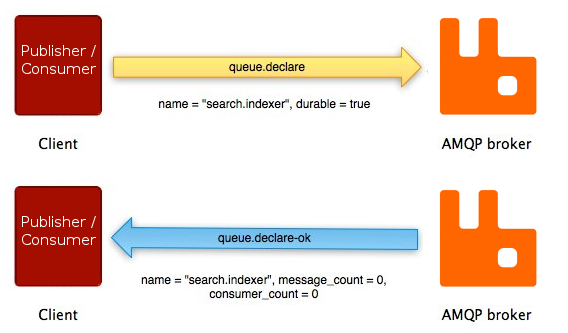 Publisher /
Consumer
queue.declare
name = "search.indexer", durable = true
Client
AMQP broker
Publisher /
Consumer
queue.declare-ok
name = "search.indexer", message_count = 0,
consumer_count = 0
Client
AMQP broker